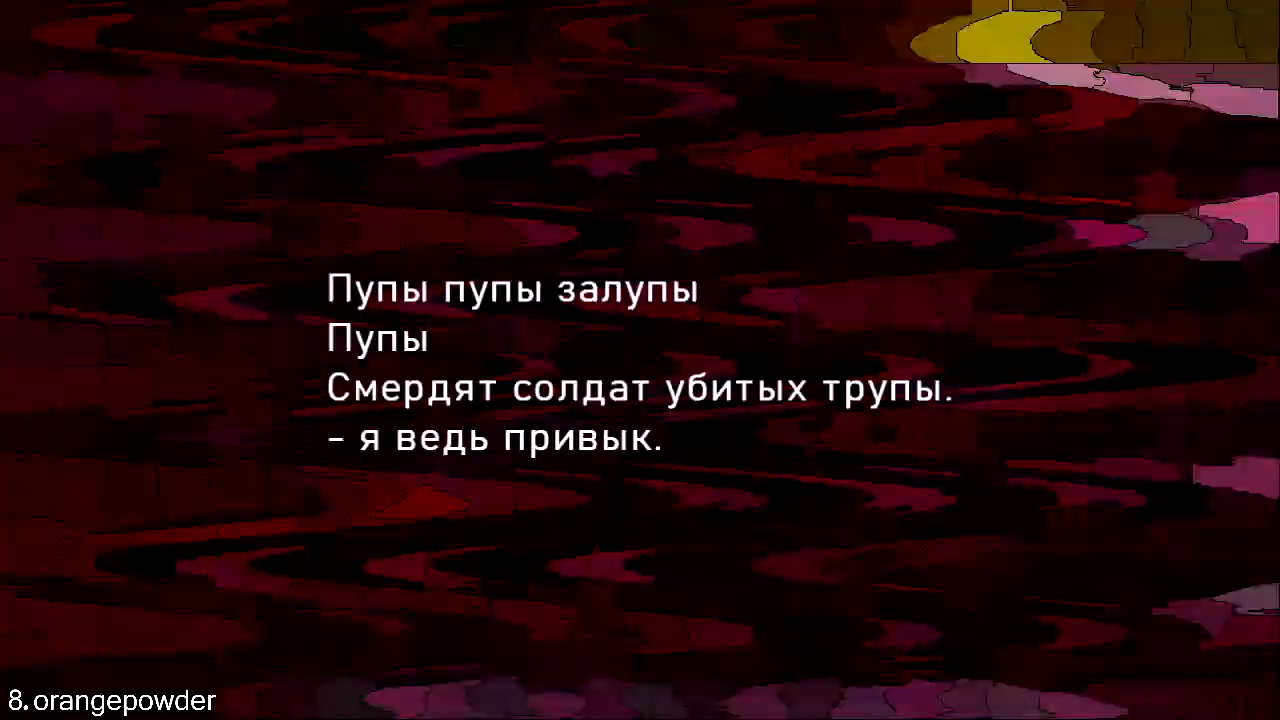 Пупы пупы залупы
Пупы
Смердят солдат убитых трупы.
– я ведь привык.
8. orangepowder